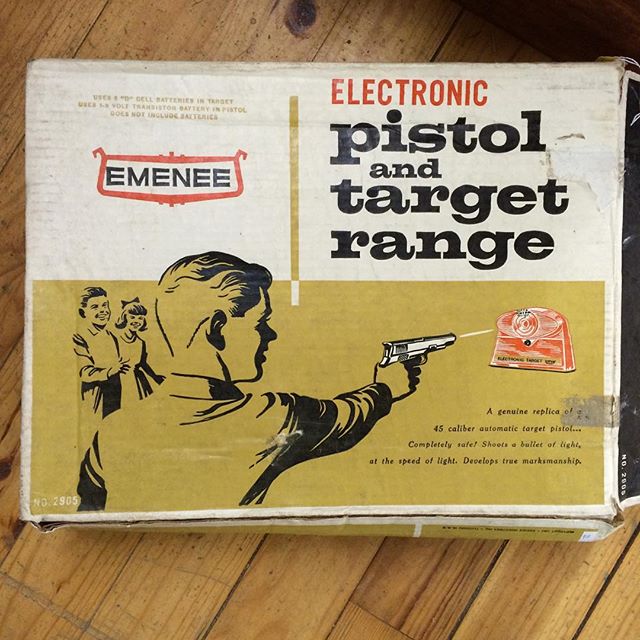 USES 2 "D" CELL BATTERIES IN TARGET
USES 1-9 VOLT TRANSISTOR BATTERY IN PISTOL
DOES NOT INCLUDE BATTERIES
EMENEE
ELECTRONIC
pistol
and
target
range
ELECTRONIC TARGET
A genuine replica of a
45 caliber automatic target pistol...
Completely safe! Shoots a bullet of light,
at the speed of light. Develops true marksmanship.
NO. 2905
NO. 2905